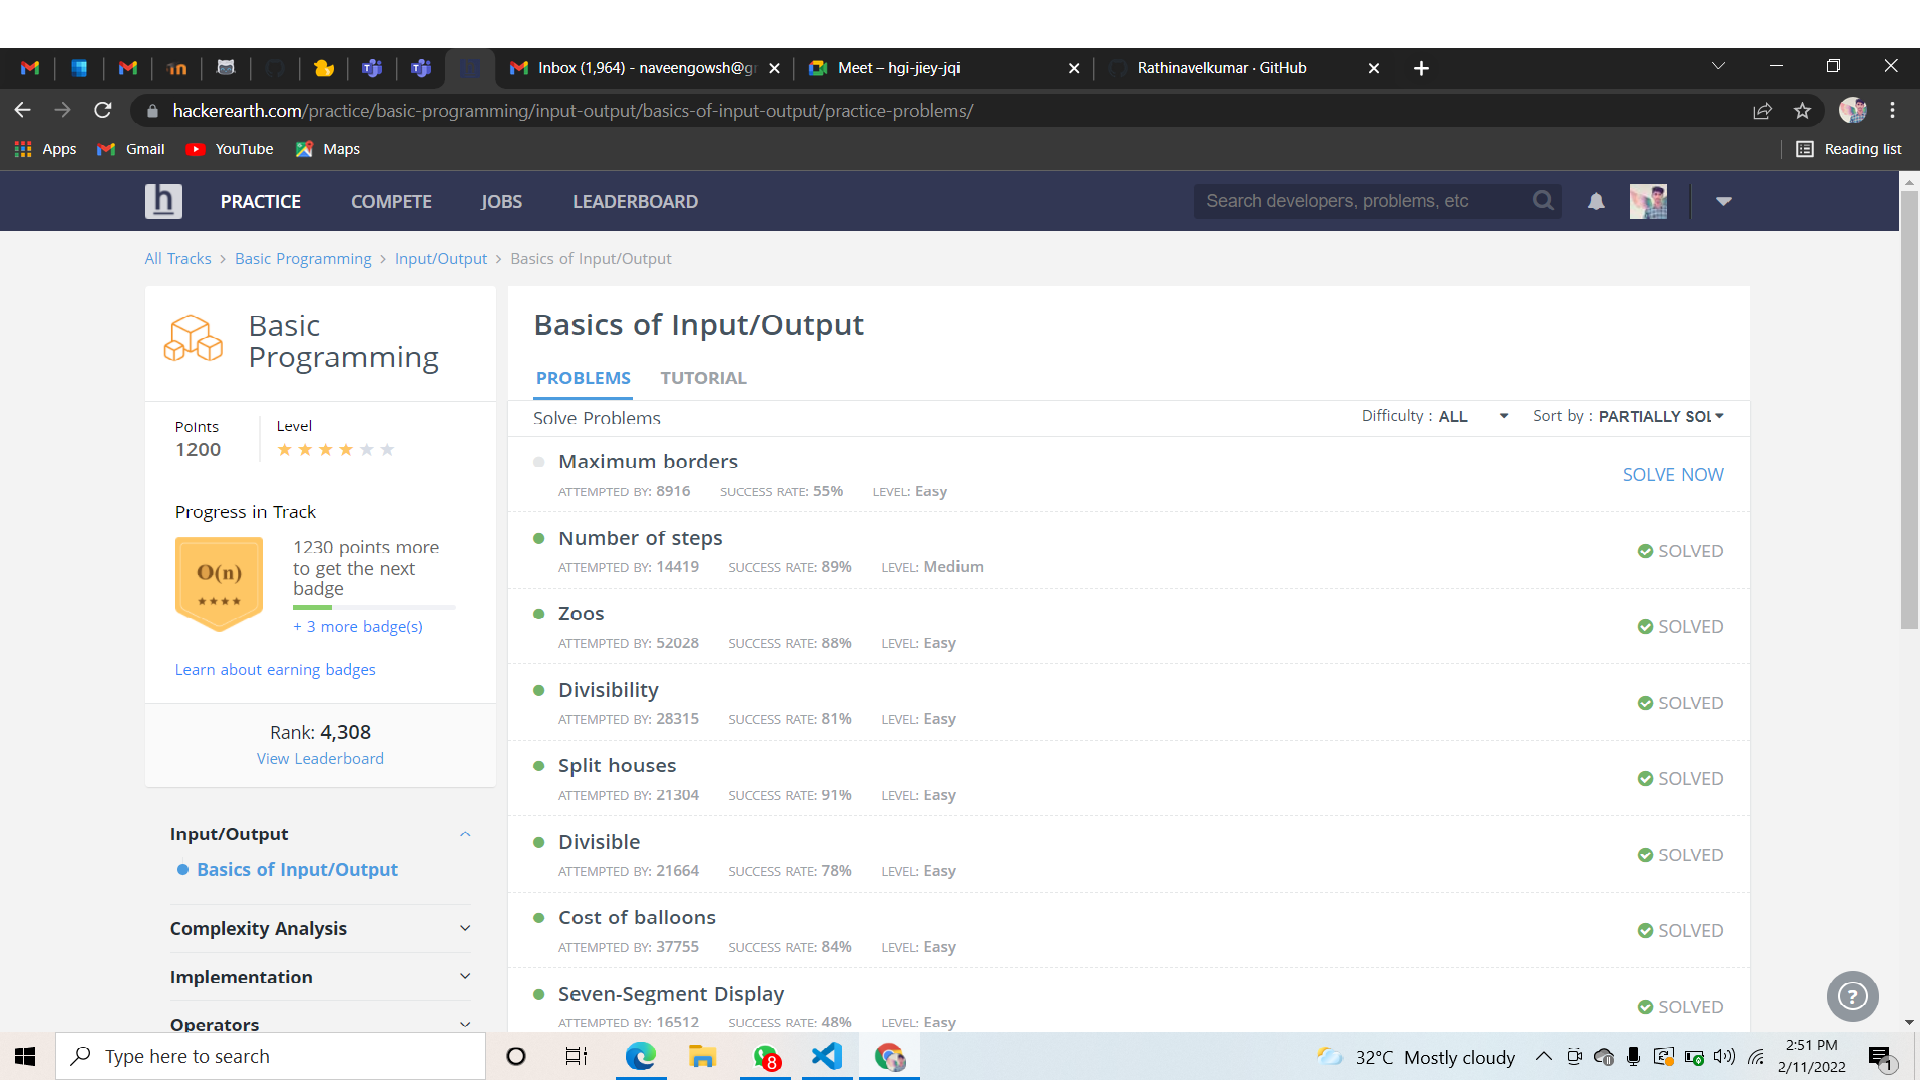 Inbox (1,964) - naveengowsh@g
Meet – hgi-jiey-jqi
Rathinavelkumar · GitHub
hackerearth.com/practice/basic-programming/input-output/basics-of-input-output/practice-problems/
Apps
Gmail
YouTube
Maps
Reading list
h
PRACTICE
COMPETE
JOBS
LEADERBOARD
Search developers, problems, etc
All Tracks > Basic Programming > Input/Output > Basics of Input/Output
Basic
Programming
Points
1200
Level
Progress in Track
O(n)
1230 points more
to get the next
badge
+ 3 more badge(s)
Learn about earning badges
Rank: 4,308
View Leaderboard
Input/Output
Basics of Input/Output
Complexity Analysis
Implementation
Operators
Basics of Input/Output
PROBLEMS
TUTORIAL
Solve Problems
Difficulty : ALL
Sort by : PARTIALLY SOL
Maximum borders
ATTEMPTED BY: 8916 SUCCESS RATE: 55% LEVEL: Easy
SOLVE NOW
Number of steps
ATTEMPTED BY: 14419 SUCCESS RATE: 89% LEVEL: Medium
SOLVED
Zoos
ATTEMPTED BY: 52028 SUCCESS RATE: 88% LEVEL: Easy
SOLVED
Divisibility
ATTEMPTED BY: 28315 SUCCESS RATE: 81% LEVEL: Easy
SOLVED
Split houses
ATTEMPTED BY: 21304 SUCCESS RATE: 91% LEVEL: Easy
SOLVED
Divisible
ATTEMPTED BY: 21664 SUCCESS RATE: 78% LEVEL: Easy
SOLVED
Cost of balloons
ATTEMPTED BY: 37755 SUCCESS RATE: 84% LEVEL: Easy
SOLVED
Seven-Segment Display
ATTEMPTED BY: 16512 SUCCESS RATE: 48% LEVEL: Easy
SOLVED
?
Type here to search
8
32°C Mostly cloudy
2:51 PM
2/11/2022
1